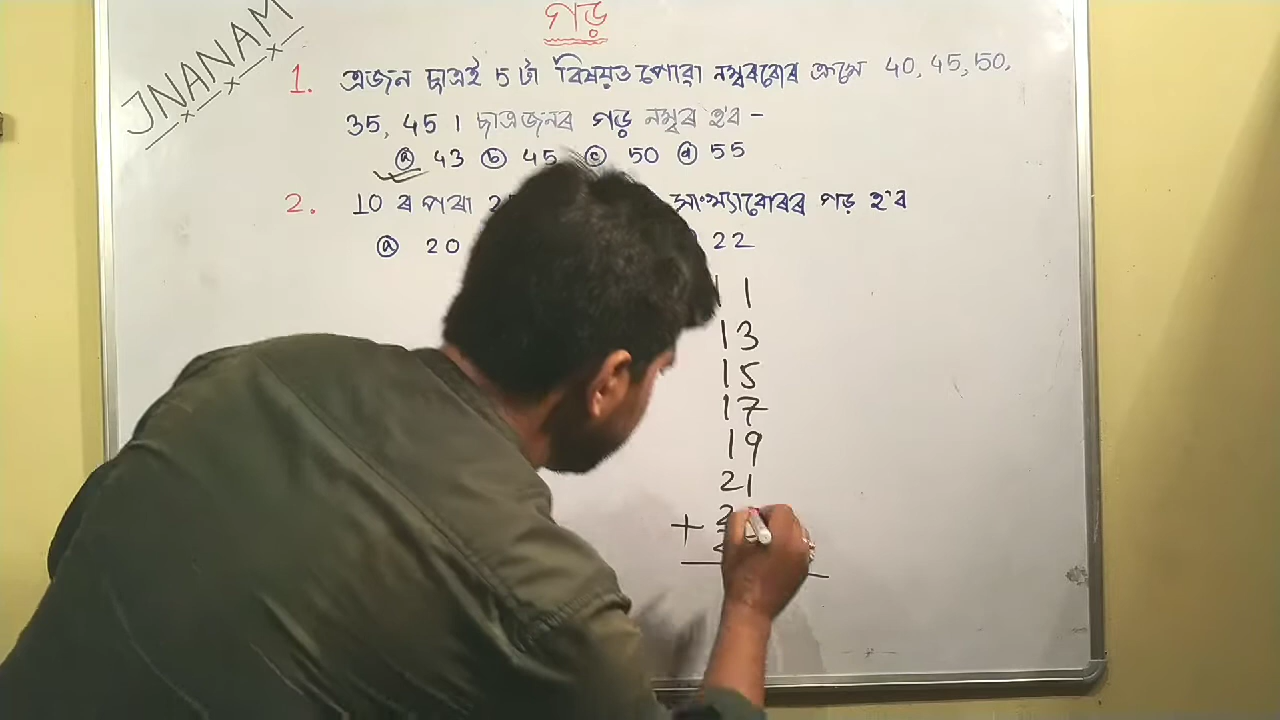 JNANAM
গড়
1. এজন ছাত্ৰই 5 টা বিষয়ত পোৱা নম্বৰবোৰ ক্ৰমে 40, 45, 50,
35, 45 । ছাত্ৰজনৰ গড় নম্বৰ হ'ব –
ⓐ 43 ⓑ 45 ⓒ 50 ⓓ 55
2. 10 ৰ পৰা সংখ্যাবোৰৰ গড় হ'ব
ⓐ 20 22
11
13
15
17
19
21
+